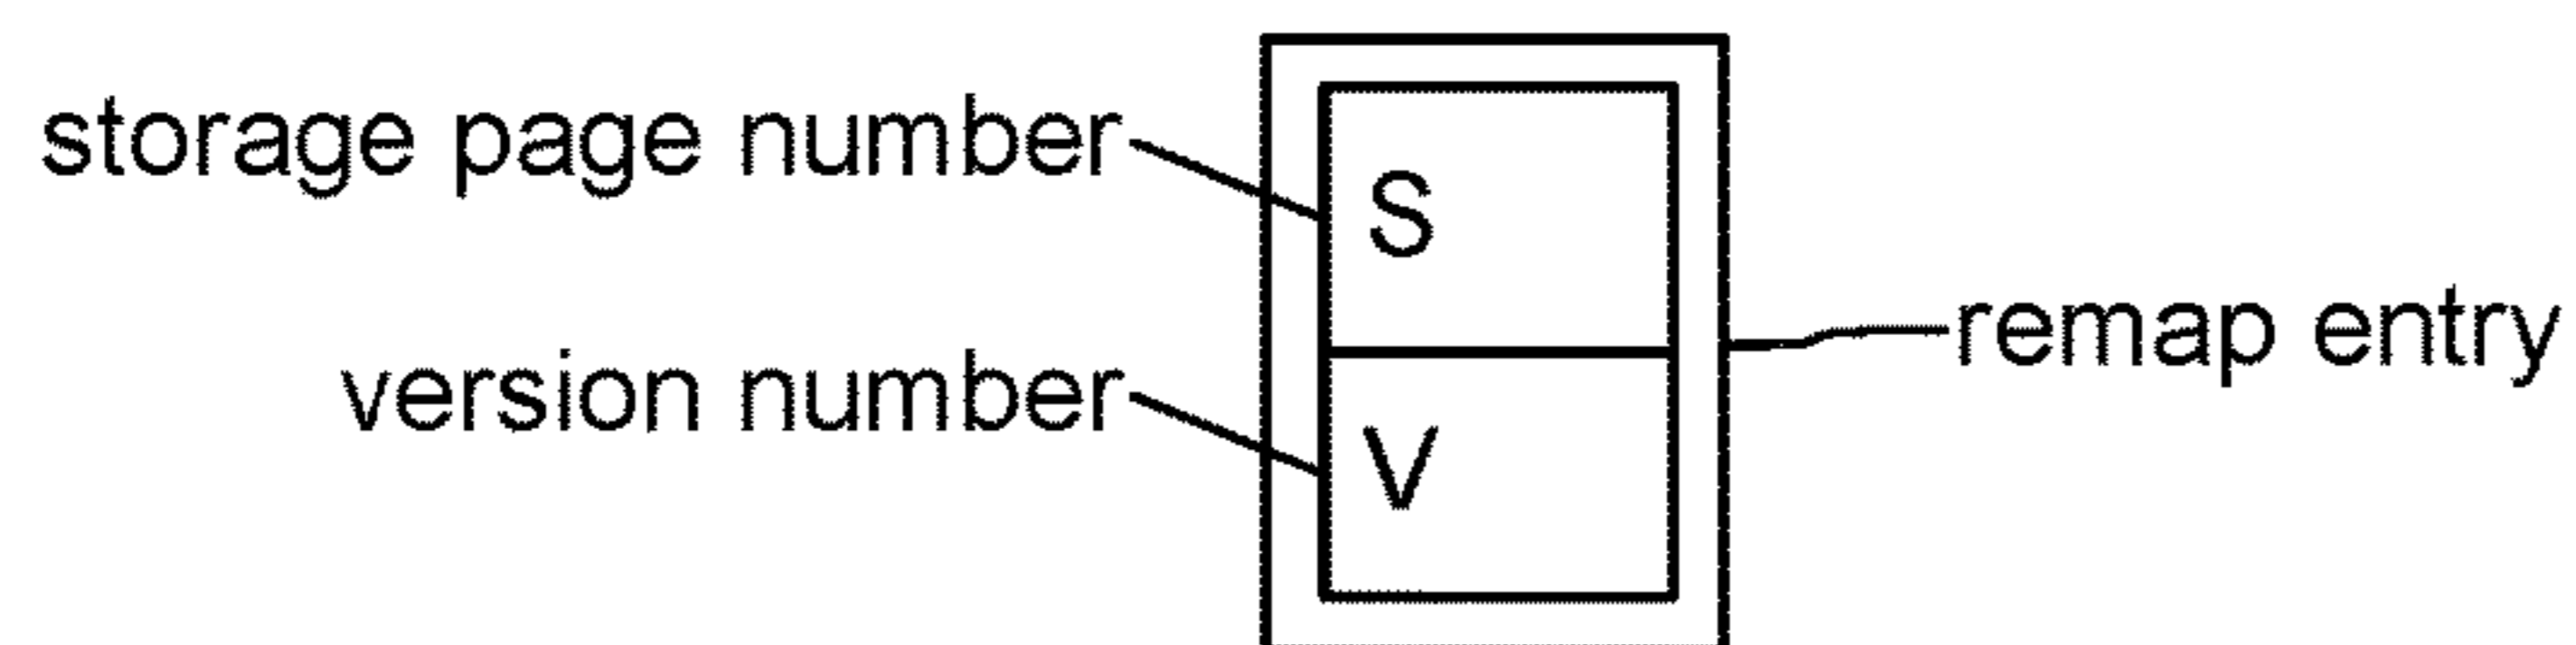 storage page number
S
remap entry
version number
V